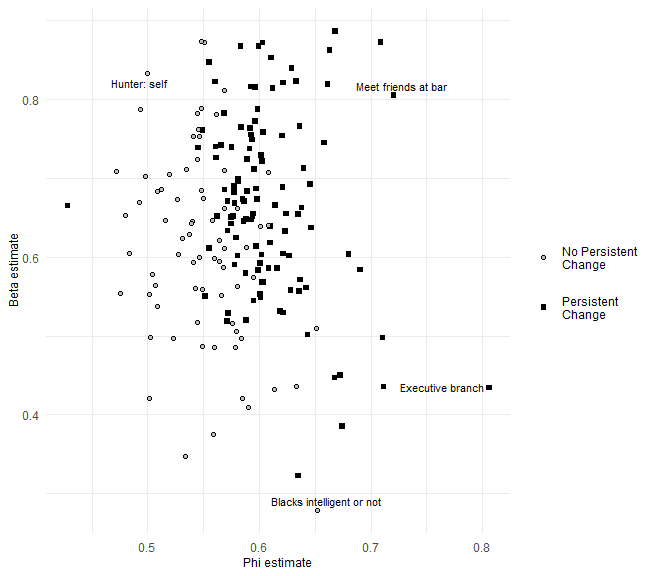 Hunter: self
Meet friends at bar
0.8
0.6
0.4
Beta estimate
No Persistent
Change
Persistent
Change
Executive branch
Blacks intelligent or not
0.5
0.6
0.7
0.8
Phi estimate